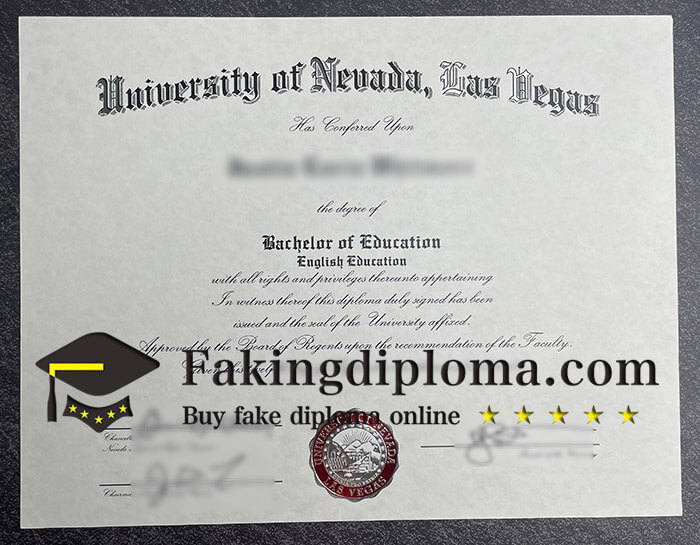 University of Nevada, Las Vegas
Has Conferred Upon
the degree of
Bachelor of Education
English Education
with all rights and privileges thereunto appertaining
In witness thereof this diploma duly signed has been
issued and the seal of the University affixed.
Approved by the Board of Regents upon the recommendation of the Faculty.
Given this
Fakingdiploma.com
Buy fake diploma online
UNIVERSITY OF NEVADA
LAS VEGAS